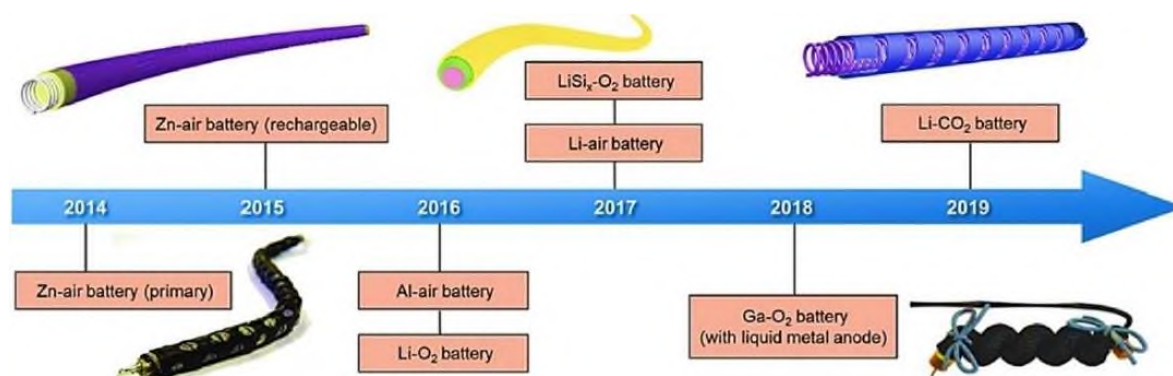 LiSiₓ-O₂ battery
Zn-air battery (rechargeable)
Li-air battery
Li-CO₂ battery
2014
2015
2016
2017
2018
2019
Zn-air battery (primary)
Al-air battery
Li-O₂ battery
Ga-O₂ battery
(with liquid metal anode)